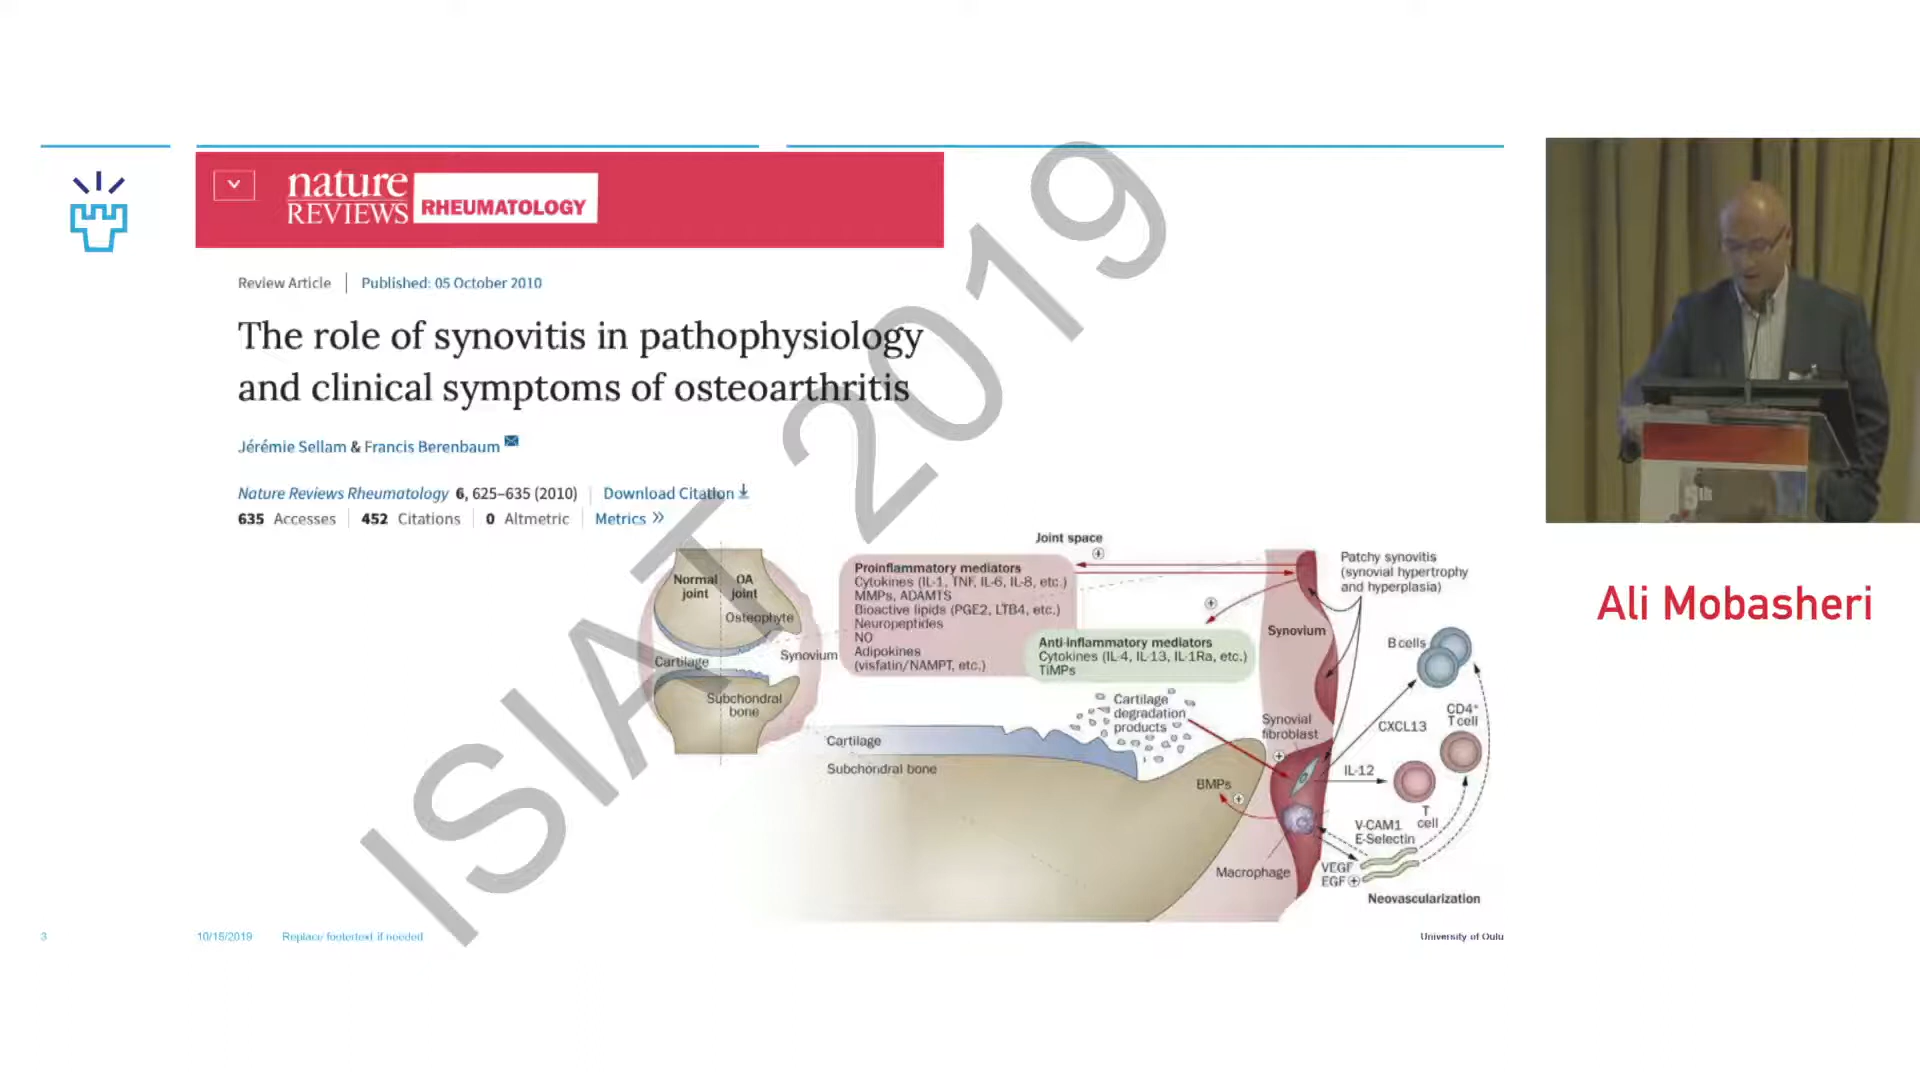 nature
REVIEWS RHEUMATOLOGY
Review Article Published: 05 October 2010
The role of synovitis in pathophysiology
and clinical symptoms of osteoarthritis
Jérémie Sellam & Francis Berenbaum
Nature Reviews Rheumatology 6, 625–635 (2010) Download Citation
635 Accesses 452 Citations 0 Altmetric Metrics »
Normal
joint
OA
joint
Osteophyte
Cartilage
Synovium
Subchondral
bone
Joint space
Proinflammatory mediators
Cytokines (IL-1, TNF, IL-6, IL-8, etc.)
MMPs, ADAMTS
Bioactive lipids (PGE2, LTB4, etc.)
Neuropeptides
NO
Adipokines
(visfatin/NAMPT, etc.)
Anti-inflammatory mediators
Cytokines (IL-4, IL-13, IL-1Ra, etc.)
TIMPs
Patchy synovitis
(synovial hypertrophy
and hyperplasia)
Synovium
B cells
Cartilage
degradation
products
Synovial
fibroblast
CXCL13
CD4+
T cell
Cartilage
Subchondral bone
BMPs
IL-12
T
cell
V-CAM1
E-Selectin
Macrophage
VEGF
EGF
Neovascularization
3 10/15/2019 Replace footertext if needed University of Oulu
ISIAT 2019
5th
Ali Mobasheri